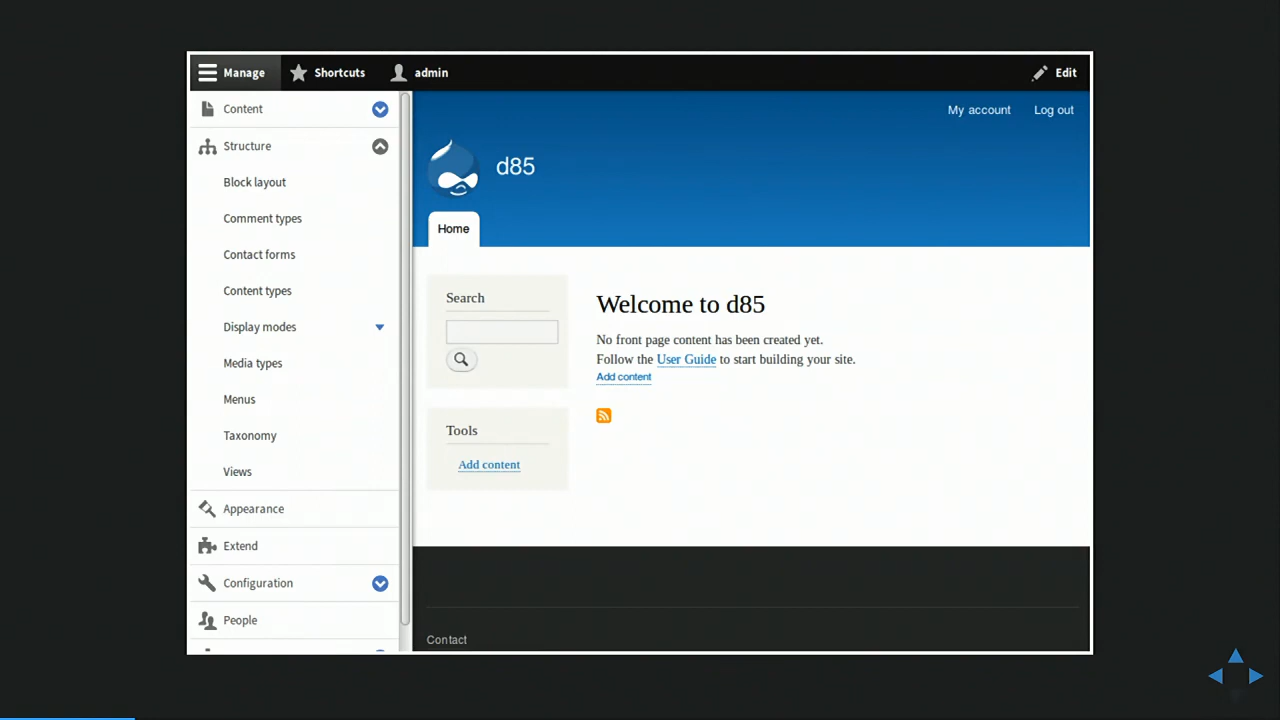 Manage Shortcuts admin Edit
Content
Structure
Block layout
Comment types
Contact forms
Content types
Display modes
Media types
Menus
Taxonomy
Views
Appearance
Extend
Configuration
People
My account Log out
d85
Home
Search
Tools
Add content
Welcome to d85
No front page content has been created yet.
Follow the User Guide to start building your site.
Add content
Contact